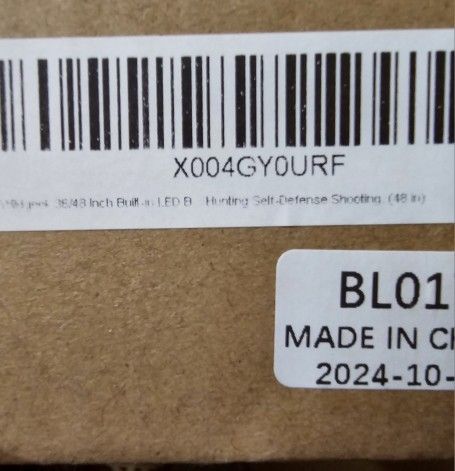 X004GY0URF
36/48 Inch Built-in LED B... Hunting Self-Defense Shooting (48 in)
BL01
MADE IN CH
2024-10-